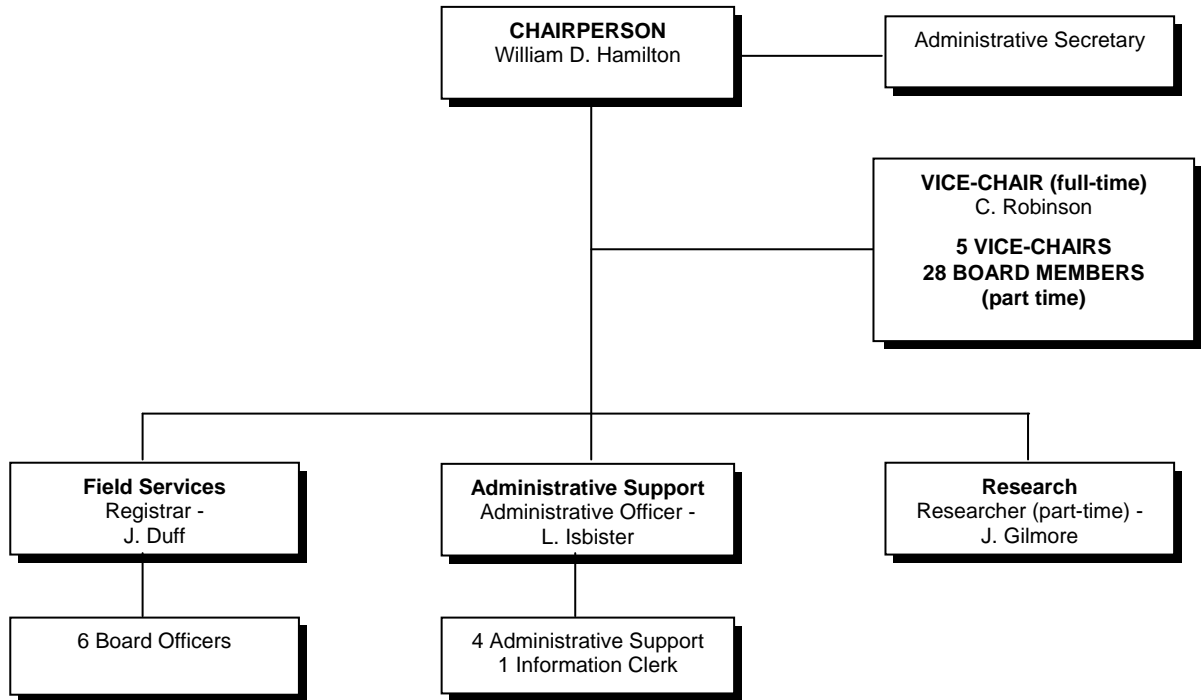 CHAIRPERSON
William D. Hamilton
Administrative Secretary
VICE-CHAIR (full-time)
C. Robinson
5 VICE-CHAIRS
28 BOARD MEMBERS
(part time)
Field Services
Registrar -
J. Duff
Administrative Support
Administrative Officer -
L. Isbister
Research
Researcher (part-time) -
J. Gilmore
6 Board Officers
4 Administrative Support
1 Information Clerk